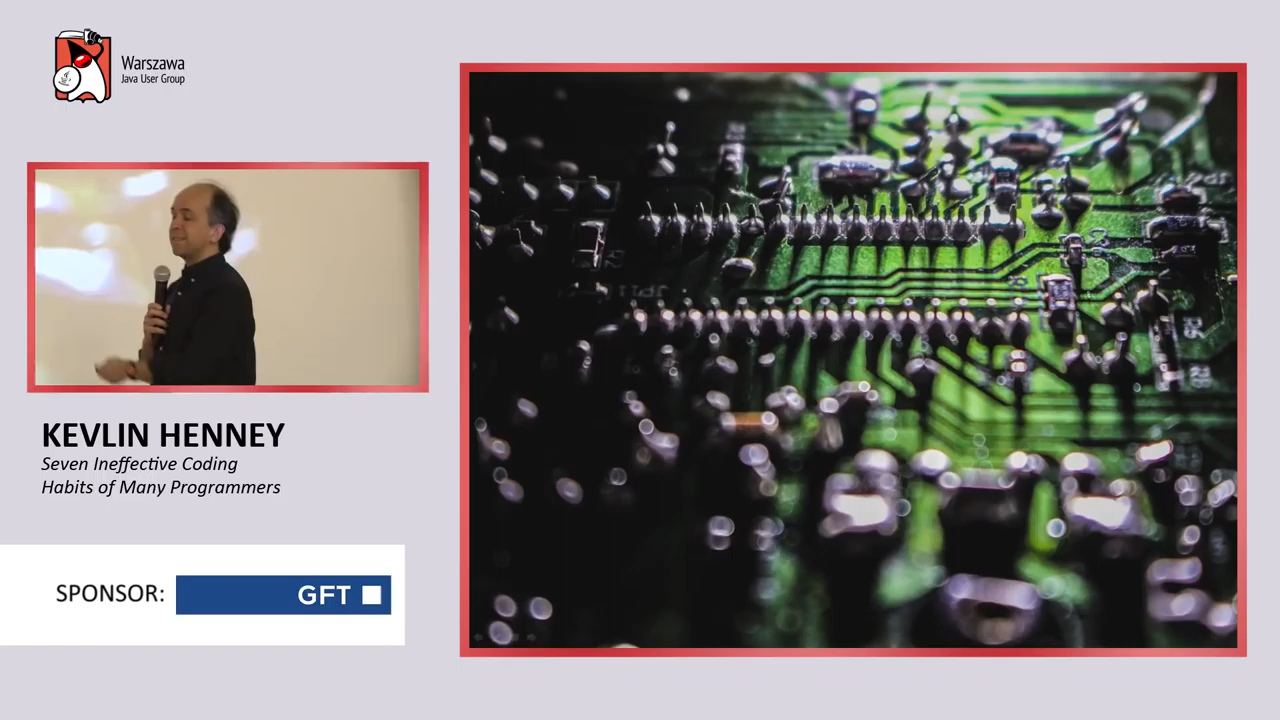 Warszawa
Java User Group
KEVLIN HENNEY
Seven Ineffective Coding
Habits of Many Programmers
SPONSOR:
GFT